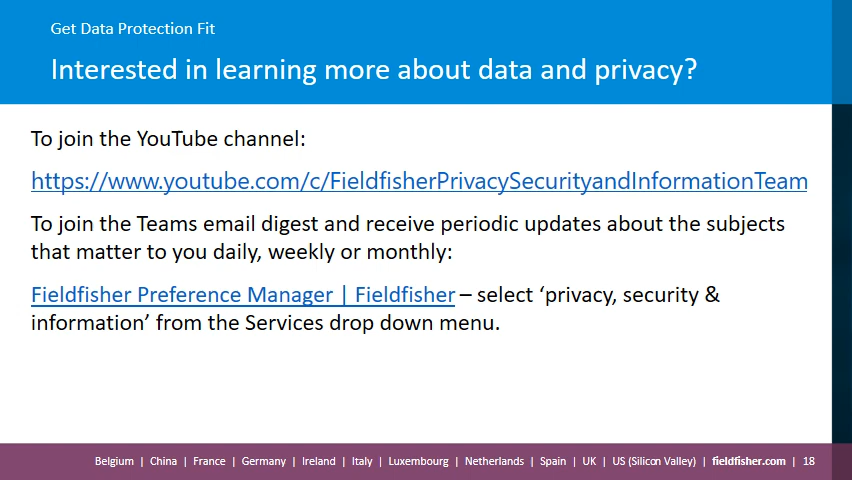 Get Data Protection Fit
Interested in learning more about data and privacy?
To join the YouTube channel:
https://www.youtube.com/c/FieldfisherPrivacySecurityandInformationTeam
To join the Teams email digest and receive periodic updates about the subjects
that matter to you daily, weekly or monthly:
Fieldfisher Preference Manager | Fieldfisher – select ‘privacy, security &
information’ from the Services drop down menu.
Belgium | China | France | Germany | Ireland | Italy | Luxembourg | Netherlands | Spain | UK | US (Silicon Valley) | fieldfisher.com | 18